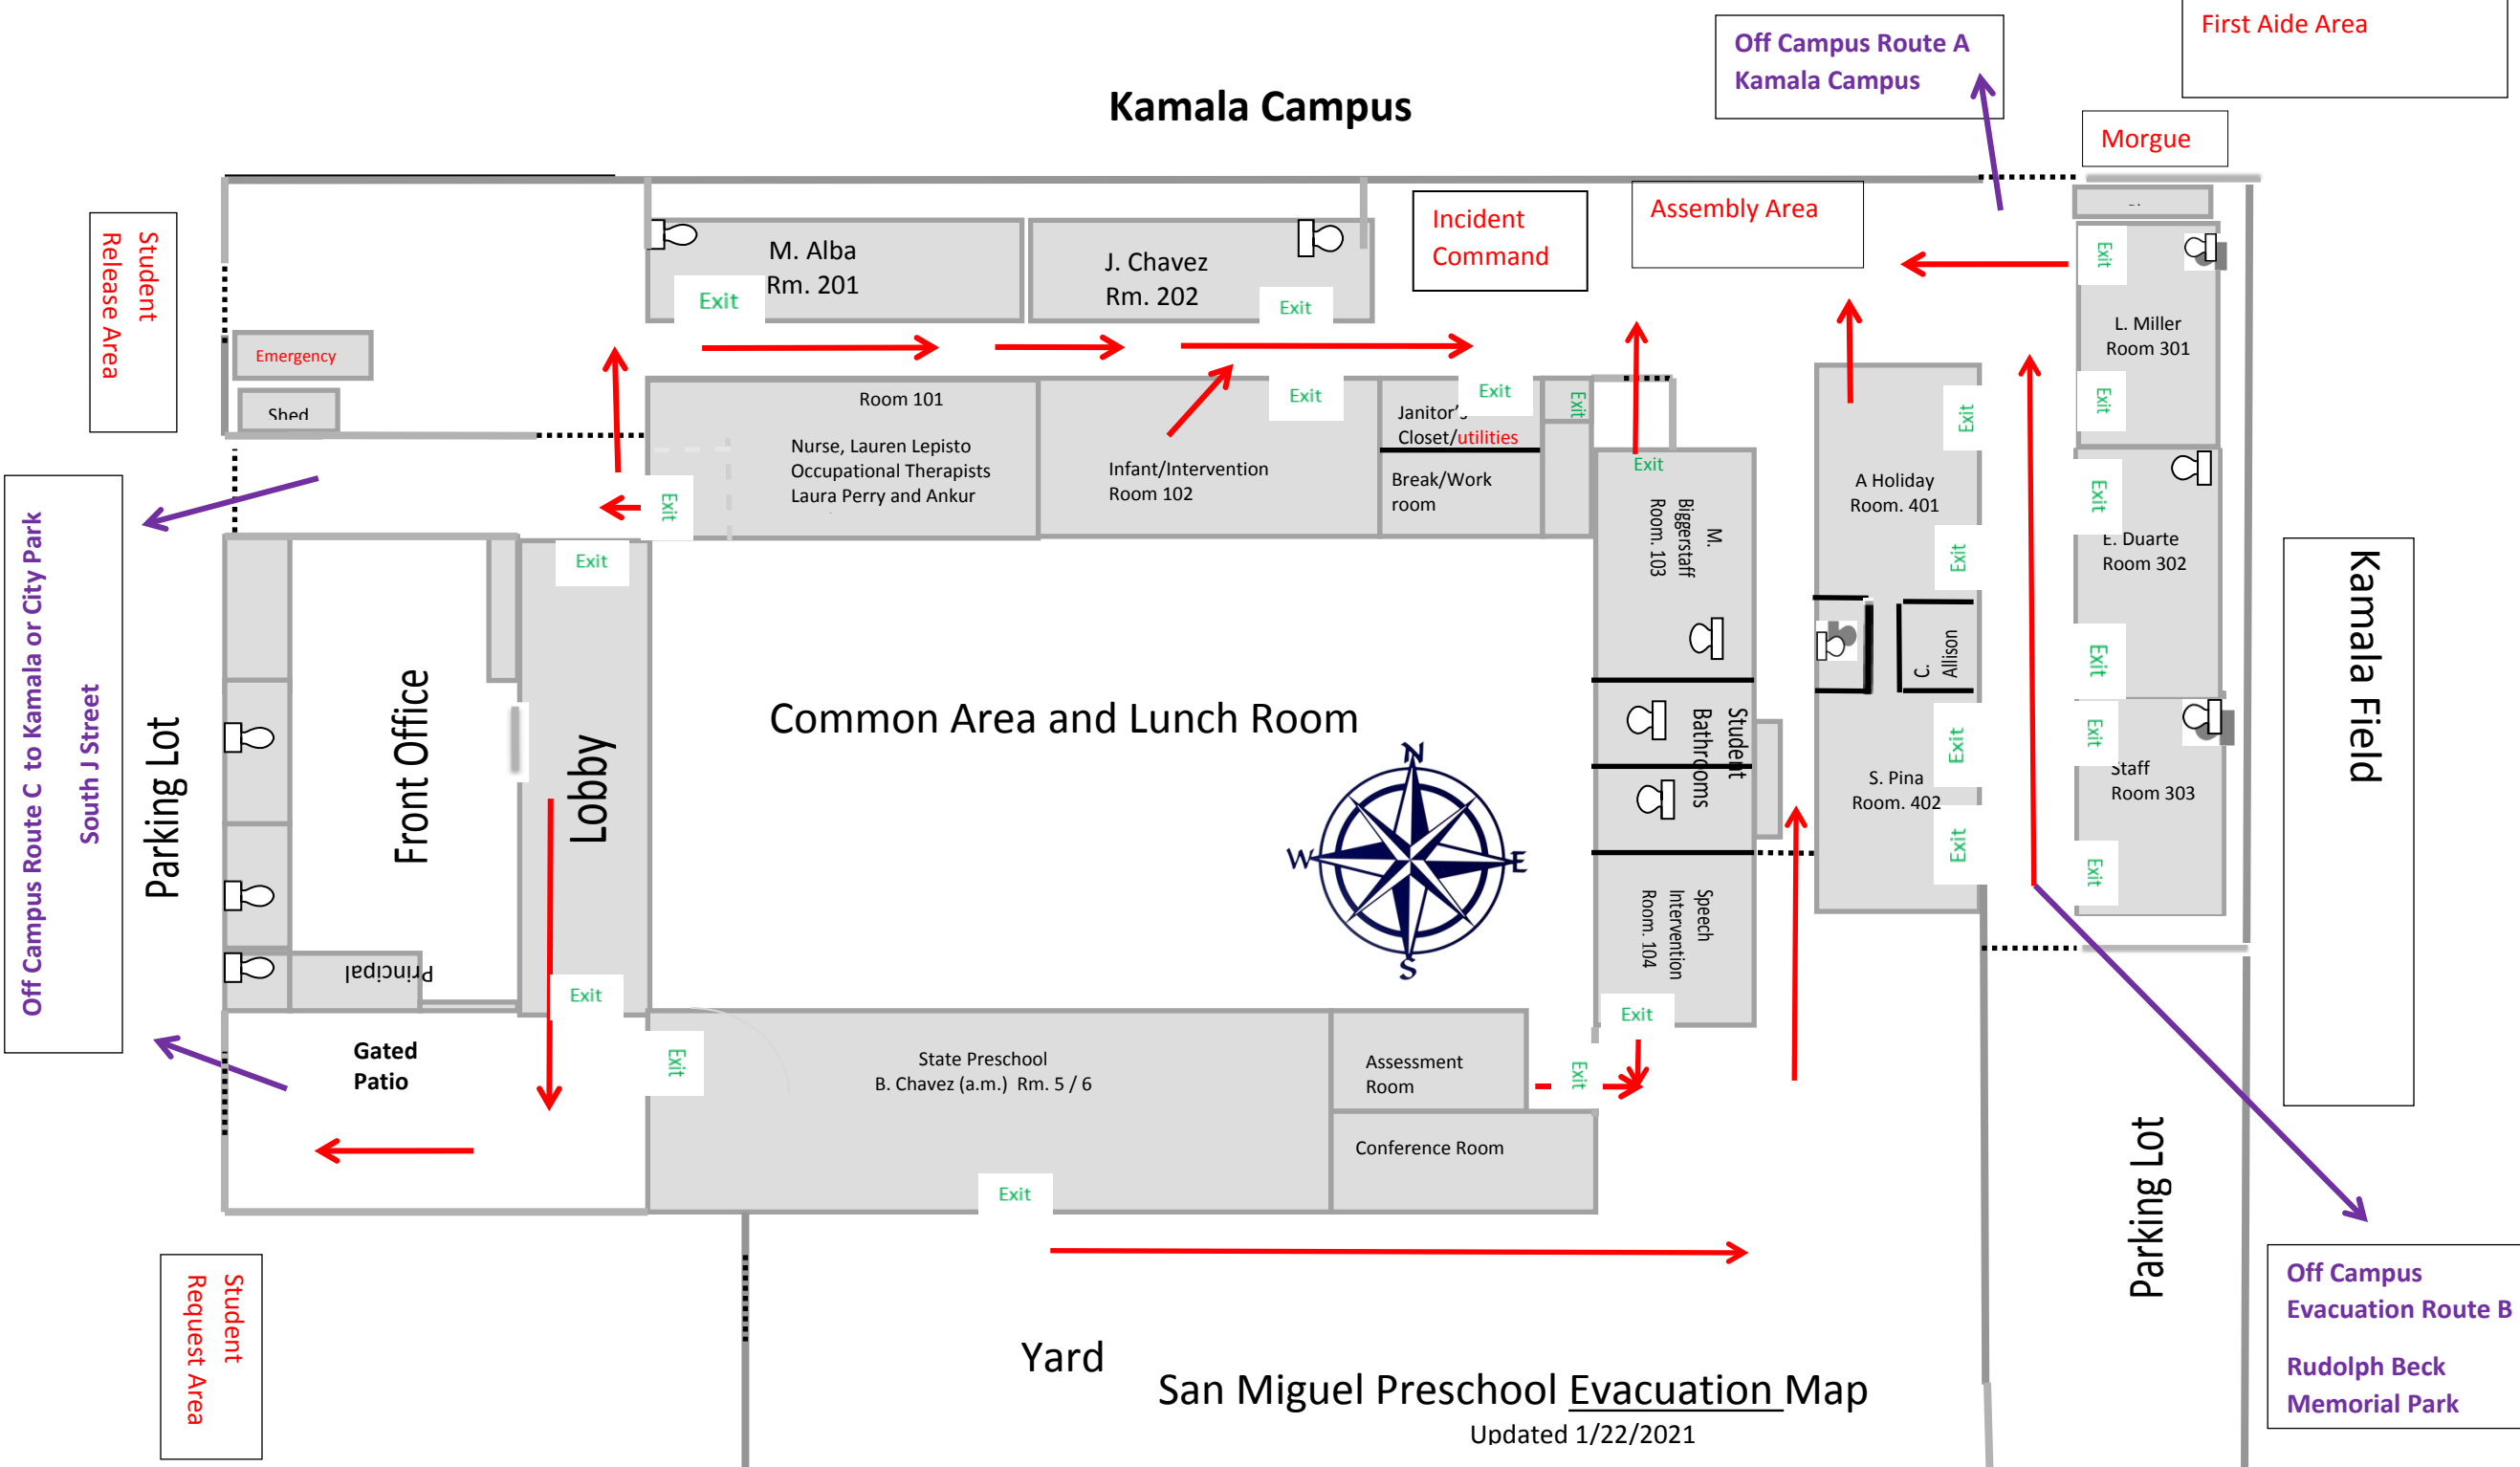 First Aide Area
Off Campus Route A
Kamala Campus
Kamala Campus
Morgue
Student
Release Area
M. Alba
Rm. 201
Exit
J. Chavez
Rm. 202
Exit
Incident
Command
Assembly Area
Exit
L. Miller
Room 301
Exit
Emergency
Shed
Room 101
Nurse, Lauren Lepisto
Occupational Therapists
Laura Perry and Ankur
Exit
Exit
Infant/Intervention
Room 102
Exit
Janitor's
Closet/utilities
Break/Work
room
Exit
Exit
M.
Biggerstaff
Room. 103
Exit
A Holiday
Room. 401
Exit
Exit
E. Duarte
Room 302
Exit
Off Campus Route C to Kamala or City Park
South J Street
Parking Lot
Front Office
Exit
Lobby
Common Area and Lunch Room
N
W
E
S
Student
Bathrooms
C.
Allison
Exit
Kamala Field
S. Pina
Room. 402
Exit
Exit
Exit
Staff
Room 303
Exit
Principal
Exit
Speech
Intervention
Room. 104
Exit
Gated
Patio
Exit
State Preschool
B. Chavez (a.m.) Rm. 5 / 6
Assessment
Room
Exit
Conference Room
Exit
Parking Lot
Student
Request Area
Off Campus
Evacuation Route B
Rudolph Beck
Memorial Park
Yard
San Miguel Preschool Evacuation Map
Updated 1/22/2021